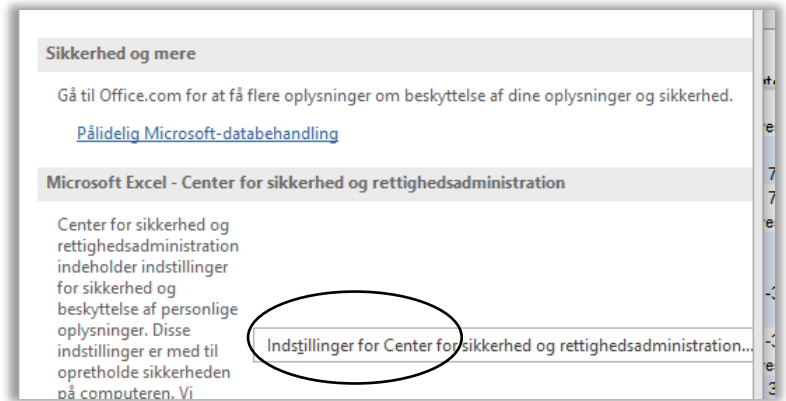 Sikkerhed og mere
Gå til Office.com for at få flere oplysninger om beskyttelse af dine oplysninger og sikkerhed.
Pålidelig Microsoft-databehandling
Microsoft Excel - Center for sikkerhed og rettighedsadministration
Center for sikkerhed og
rettighedsadministration
indeholder indstillinger
for sikkerhed og
beskyttelse af personlige
oplysninger. Disse
indstillinger er med til
opretholde sikkerheden
på computeren. Vi
Indstillinger for Center for sikkerhed og rettighedsadministration...